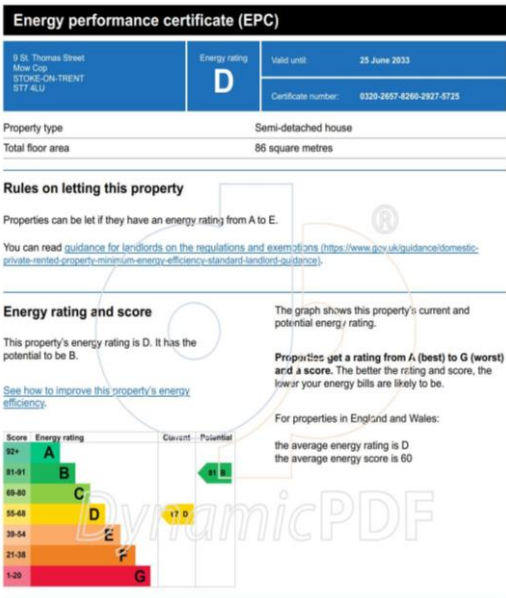 Energy performance certificate (EPC)
9 St. Thomas Street
Mow Cop
STOKE-ON-TRENT
ST7 4LU
Energy rating
D
Valid until: 25 June 2033
Certificate number: 0320-2657-8260-2927-5725
Property type Semi-detached house
Total floor area 86 square metres
Rules on letting this property
Properties can be let if they have an energy rating from A to E.
You can read guidance for landlords on the regulations and exemptions (https://www.gov.uk/guidance/domestic-
private-rented-property-minimum-energy-efficiency-standard-landlord-guidance).
Energy rating and score
This property's energy rating is D. It has the
potential to be B.
See how to improve this property's energy
efficiency.
Score Energy rating Current Potential
92+ A
81-91 B 81 B
69-80 C
55-68 D D
39-54 E
21-38 F
1-20 G
The graph shows this property's current and
potential energy rating.
Properties get a rating from A (best) to G (worst)
and a score. The better the rating and score, the
lower your energy bills are likely to be.
For properties in England and Wales:
the average energy rating is D
the average energy score is 60
DynamicPDF
®